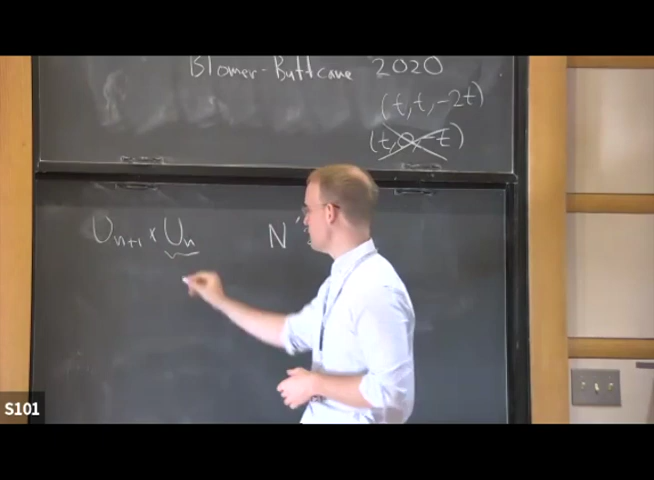 Blomer-Buttcane 2020
(t, t, -2t)
(t, 0, -t)
U_{n+1} × U_n
N'
S101